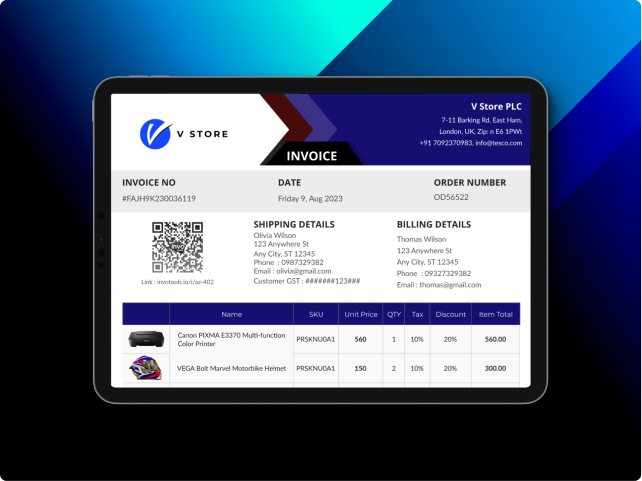 V STORE
V Store PLC
7-11 Barking Rd, East Ham,
London, UK, Zip: n E6 1PWt
+91 7092370983, info@tesco.com
INVOICE
INVOICE NO
DATE
ORDER NUMBER
#FAJH9K230036119
Friday 9, Aug 2023
OD56522
SHIPPING DETAILS
Olivia Wilson
123 Anywhere St
Any City, ST 12345
Phone : 0987329382
Email : olivia@gmail.com
Customer GST : #######123###
BILLING DETAILS
Thomas Wilson
123 Anywhere St
Any City, ST 12345
Phone : 09327329382
Email : thomas@gmail.com
Link : invotools.io/i/az-402
Name SKU Unit Price QTY Tax Discount Item Total
Canon PIXMA E3370 Multi-function
Color Printer
PRSKNU0A1 560 1 10% 20% 560.00
VEGA Bolt Marvel Motorbike Helmet PRSKNU0A1 150 2 10% 20% 300.00